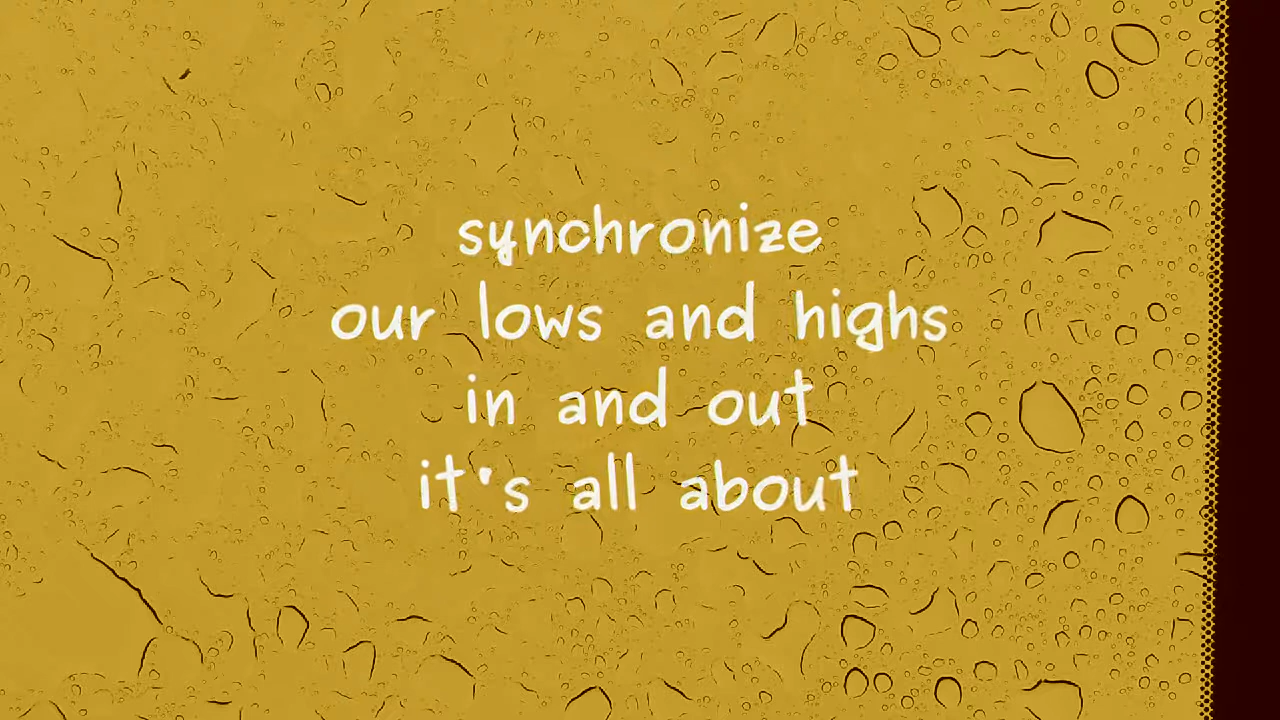 synchronize
our lows and highs
in and out
it's all about